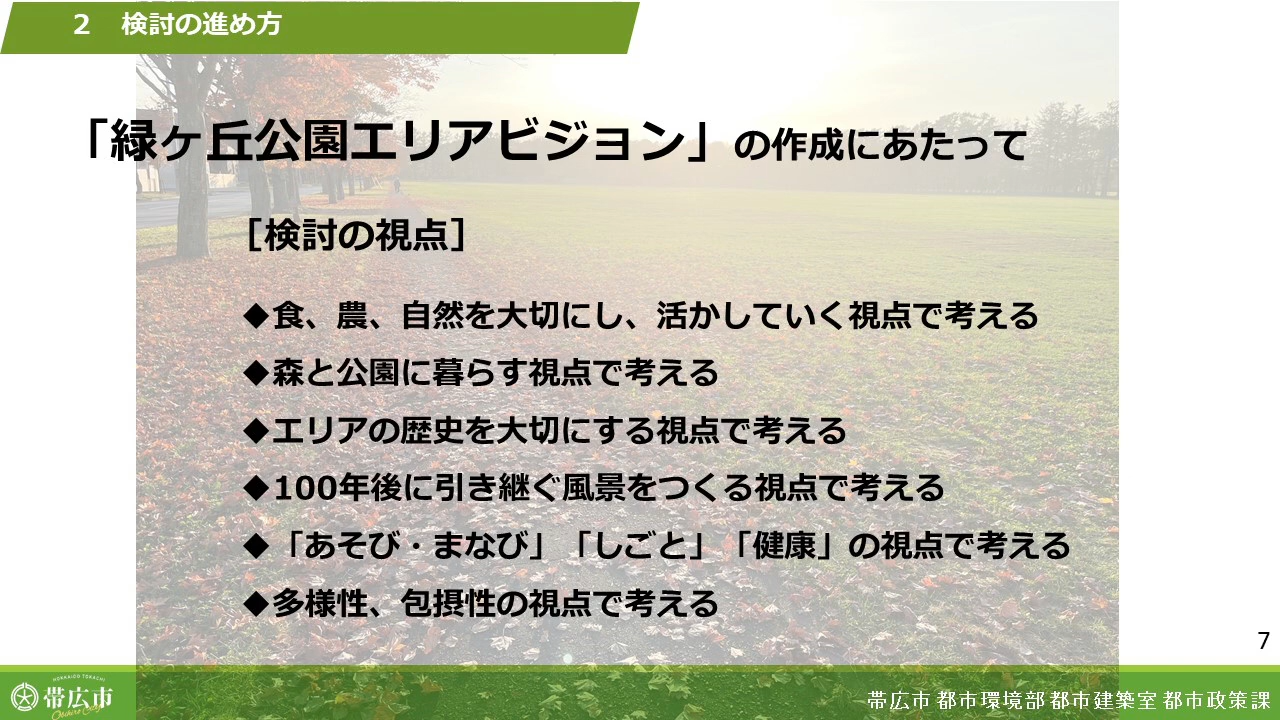 2 検討の進め方
「緑ヶ丘公園エリアビジョン」の作成にあたって
［検討の視点］
◆食、農、自然を大切にし、活かしていく視点で考える
◆森と公園に暮らす視点で考える
◆エリアの歴史を大切にする視点で考える
◆100年後に引き継ぐ風景をつくる視点で考える
◆「あそび・まなび」「しごと」「健康」の視点で考える
◆多様性、包摂性の視点で考える
7
HOKKAIDO TOKACHI
帯広市
Obihiro City
帯広市 都市環境部 都市建築室 都市政策課